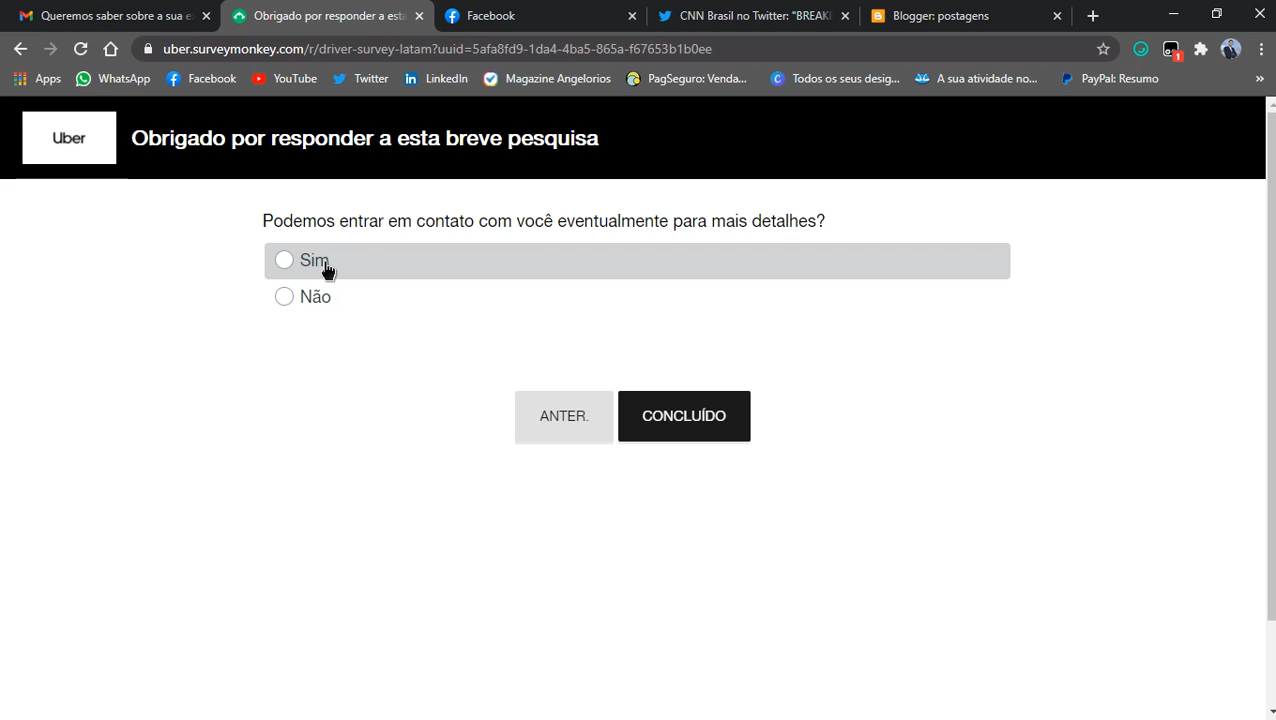 Queremos saber sobre a sua ex
Obrigado por responder a esta
Facebook
CNN Brasil no Twitter: "BREAKI
Blogger: postagens
uber.surveymonkey.com/r/driver-survey-latam?uuid=5afa8fd9-1da4-4ba5-865a-f67653b1b0ee
1
Apps
WhatsApp
Facebook
YouTube
Twitter
LinkedIn
Magazine Angelorios
PagSeguro: Venda...
Todos os seus desig...
A sua atividade no...
PayPal: Resumo
»
Uber
Obrigado por responder a esta breve pesquisa
Podemos entrar em contato com você eventualmente para mais detalhes?
Sim
Não
ANTER.
CONCLUÍDO